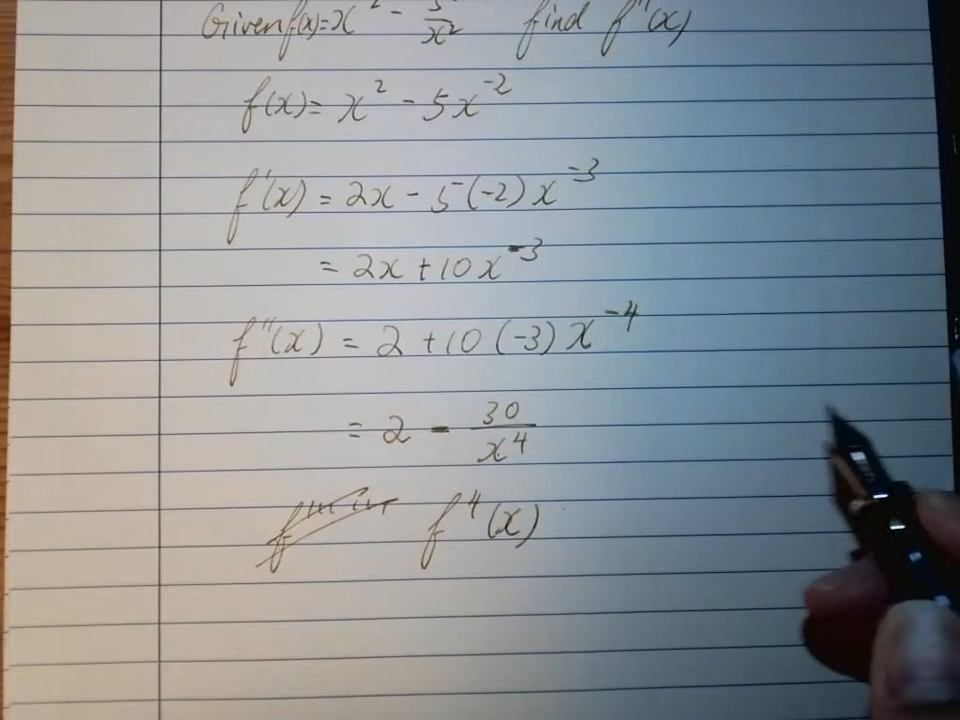 Given f(x) = x² - 5/x² find f''(x)
f(x) = x² - 5x⁻²
f'(x) = 2x - 5(-2)x⁻³
= 2x + 10x⁻³
f''(x) = 2 + 10(-3)x⁻⁴
= 2 - 30/x⁴
f⁴(x)